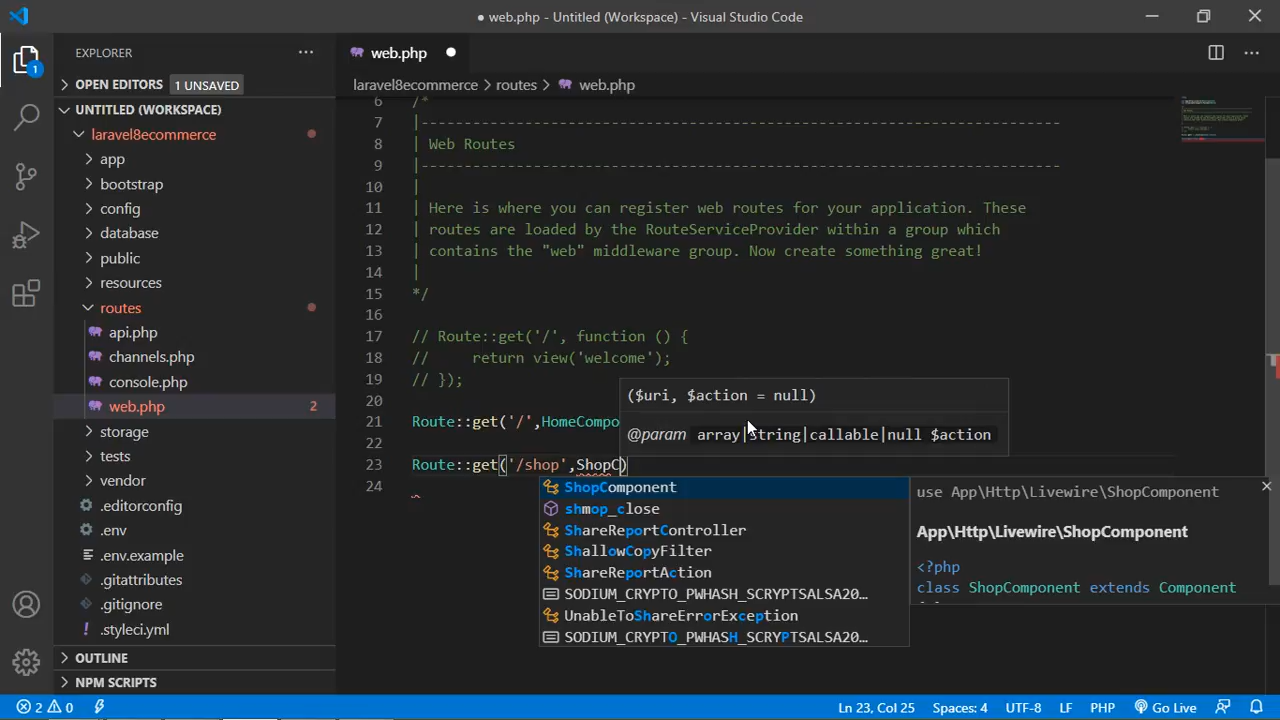 ● web.php - Untitled (Workspace) - Visual Studio Code
EXPLORER
OPEN EDITORS 1 UNSAVED
UNTITLED (WORKSPACE)
laravel8ecommerce
app
bootstrap
config
database
public
resources
routes
api.php
channels.php
console.php
web.php 2
storage
tests
vendor
.editorconfig
.env
.env.example
.gitattributes
.gitignore
.styleci.yml
OUTLINE
NPM SCRIPTS
1
web.php ●
laravel8ecommerce > routes > web.php
6 /*
7 |--------------------------------------------------------------------------
8 | Web Routes
9 |--------------------------------------------------------------------------
10 |
11 | Here is where you can register web routes for your application. These
12 | routes are loaded by the RouteServiceProvider within a group which
13 | contains the "web" middleware group. Now create something great!
14 |
15 */
16
17 // Route::get('/', function () {
18 //     return view('welcome');
19 // });
20
21 Route::get('/',HomeCompo
22
23 Route::get('/shop',ShopC)
24
($uri, $action = null)
@param array|string|callable|null $action
ShopComponent
shmop_close
ShareReportController
ShallowCopyFilter
ShareReportAction
SODIUM_CRYPTO_PWHASH_SCRYPTSALSA20…
UnableToShareErrorException
SODIUM_CRYPTO_PWHASH_SCRYPTSALSA20…
use App\Http\Livewire\ShopComponent
App\Http\Livewire\ShopComponent
<?php
class ShopComponent extends Component
2 0
Ln 23, Col 25 Spaces: 4 UTF-8 LF PHP Go Live